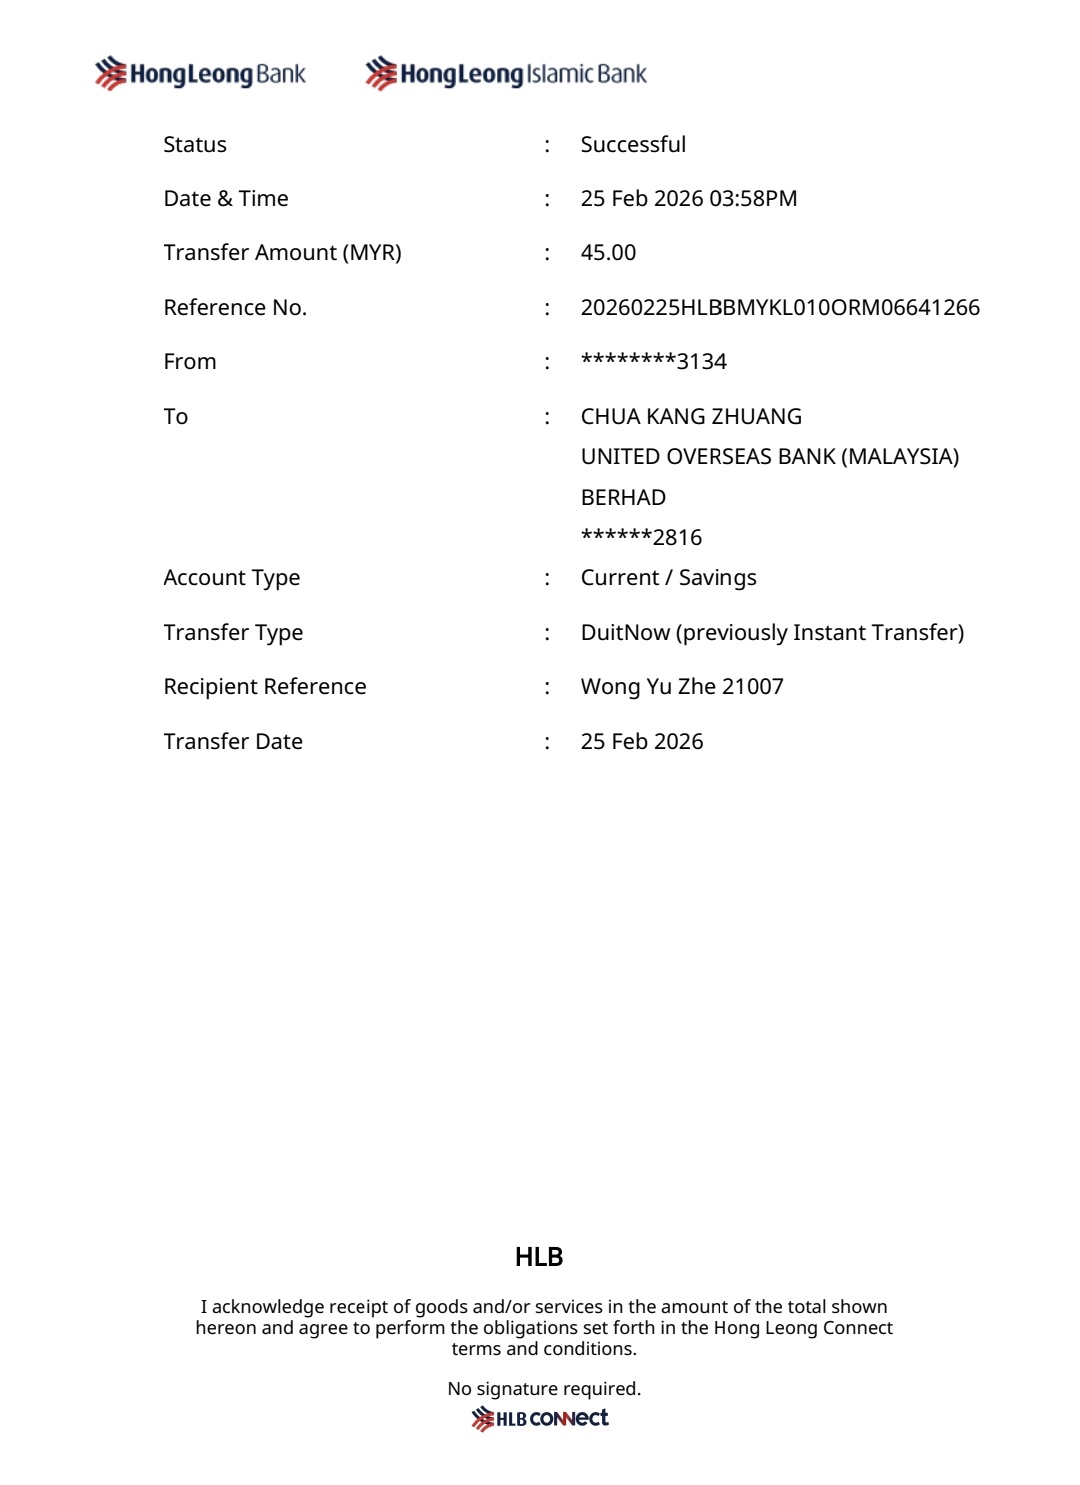 HongLeong Bank HongLeong Islamic Bank
Status : Successful
Date & Time : 25 Feb 2026 03:58PM
Transfer Amount (MYR) : 45.00
Reference No. : 20260225HLBBMYKL010ORM06641266
From : ********3134
To : CHUA KANG ZHUANG
UNITED OVERSEAS BANK (MALAYSIA)
BERHAD
******2816
Account Type : Current / Savings
Transfer Type : DuitNow (previously Instant Transfer)
Recipient Reference : Wong Yu Zhe 21007
Transfer Date : 25 Feb 2026
HLB
I acknowledge receipt of goods and/or services in the amount of the total shown
hereon and agree to perform the obligations set forth in the Hong Leong Connect
terms and conditions.
No signature required.
HLB CONNect